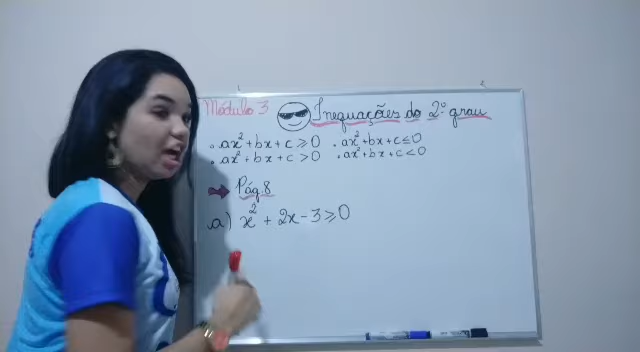 Módulo 3 Inequações do 2º grau
. ax² + bx + c ≥ 0 . ax² + bx + c ≤ 0
. ax² + bx + c > 0 . ax² + bx + c < 0
Pág. 8
a) x² + 2x - 3 ≥ 0